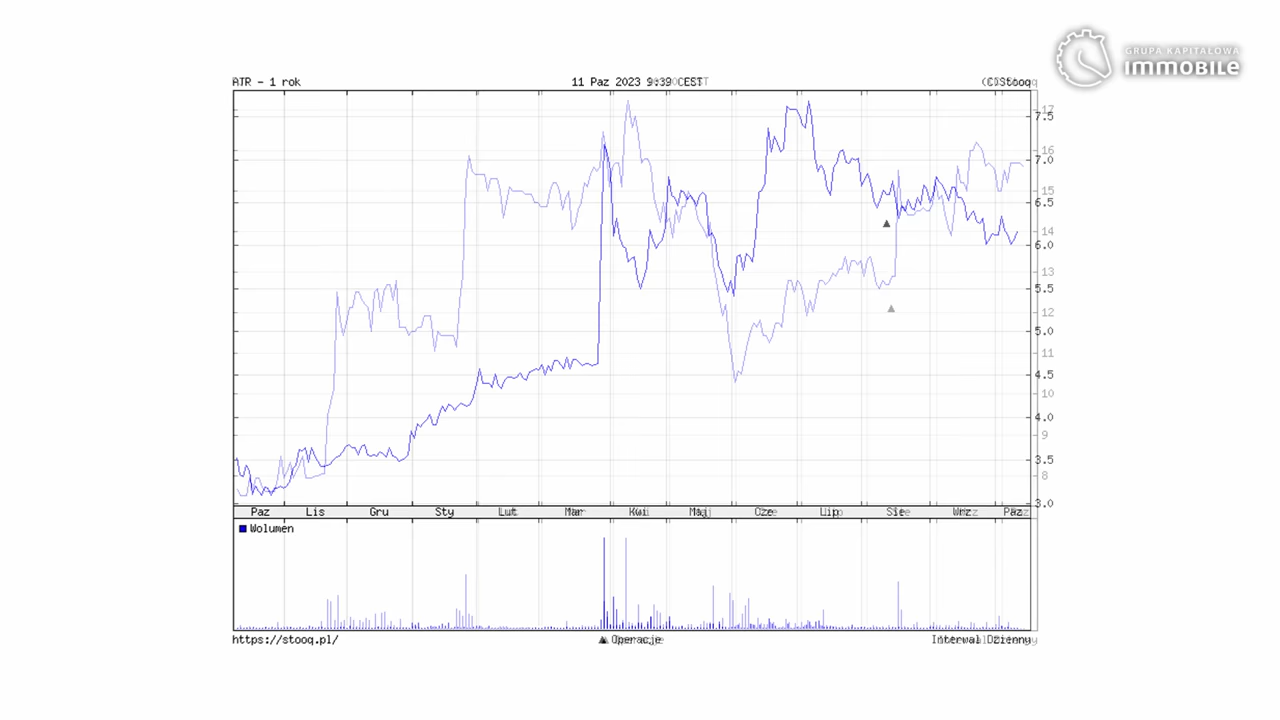 GRUPA KAPITAŁOWA
immobile
ATR - 1 rok
11 Paz 2023 9:39 CEST
(C) Stooq
17
7.5
16
7.0
15
6.5
14
6.0
13
5.5
12
5.0
11
4.5
10
4.0
9
3.5
8
3.0
Paz Lis Gru Sty Lut Mar Kwi Maj Cze Lip Sie Wrz Paz
Wolumen
https://stooq.pl/
Operacje
Interwal Dzienny